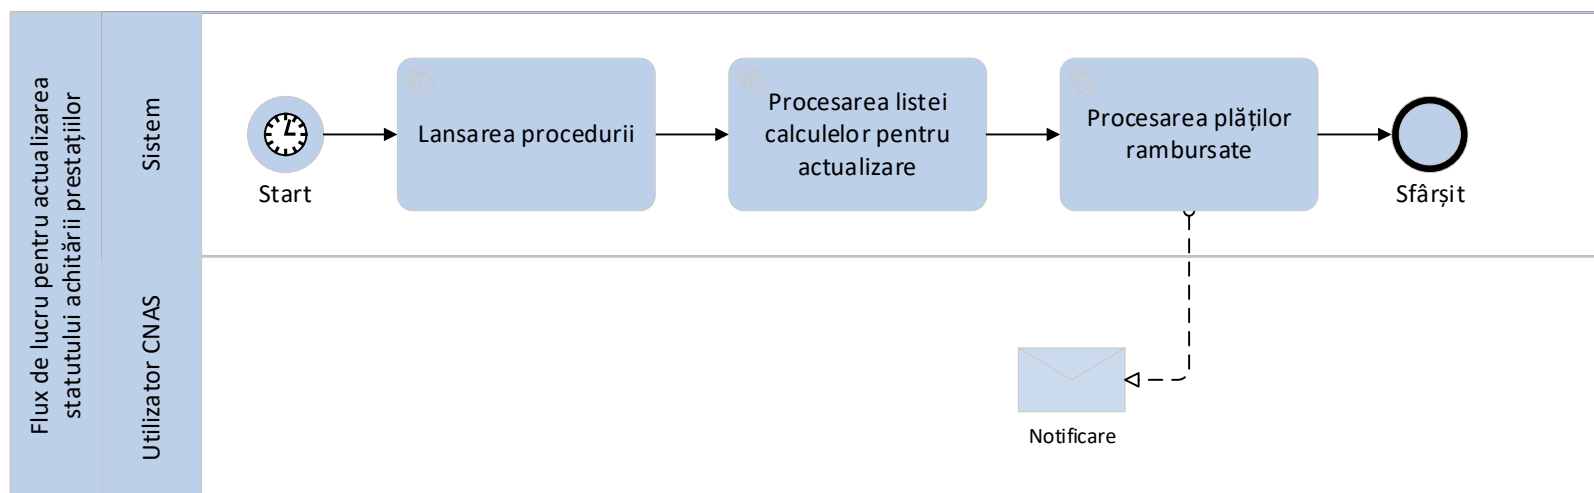 Flux de lucru pentru actualizarea
statutului achitării prestațiilor
Sistem
Start
Lansarea procedurii
Procesarea listei
calculelor pentru
actualizare
Procesarea plăților
rambursate
Sfârșit
Utilizator CNAS
Notificare